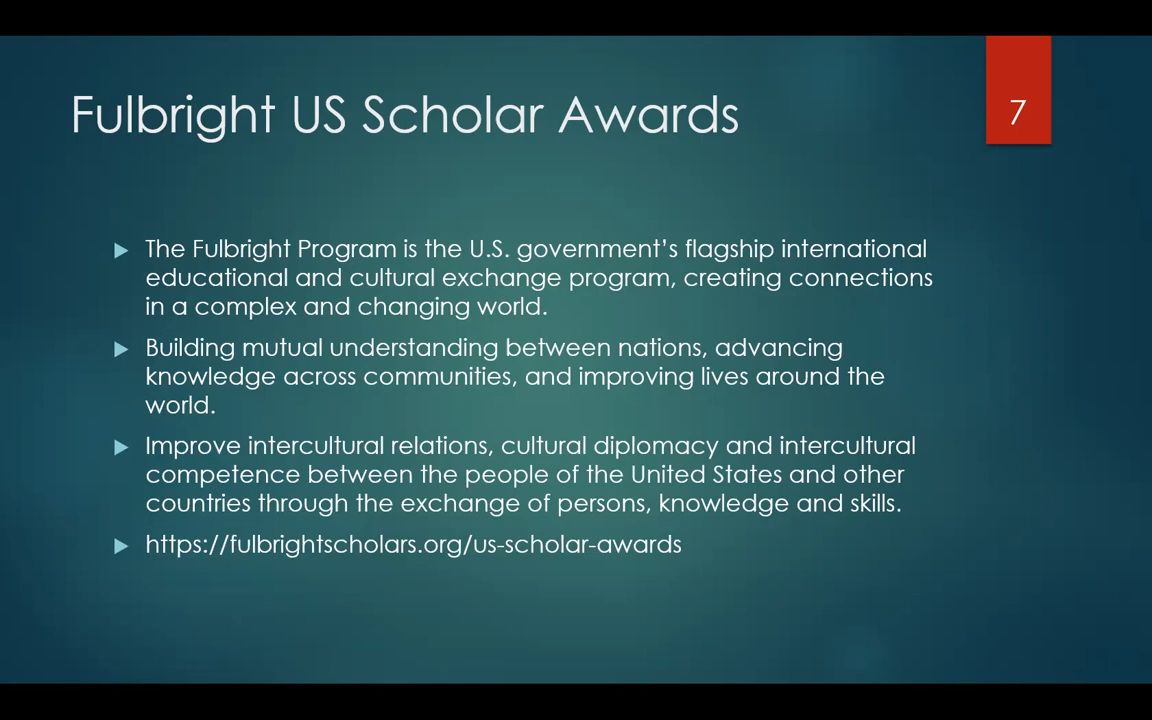 Fulbright US Scholar Awards
7
The Fulbright Program is the U.S. government’s flagship international
educational and cultural exchange program, creating connections
in a complex and changing world.
Building mutual understanding between nations, advancing
knowledge across communities, and improving lives around the
world.
Improve intercultural relations, cultural diplomacy and intercultural
competence between the people of the United States and other
countries through the exchange of persons, knowledge and skills.
https://fulbrightscholars.org/us-scholar-awards